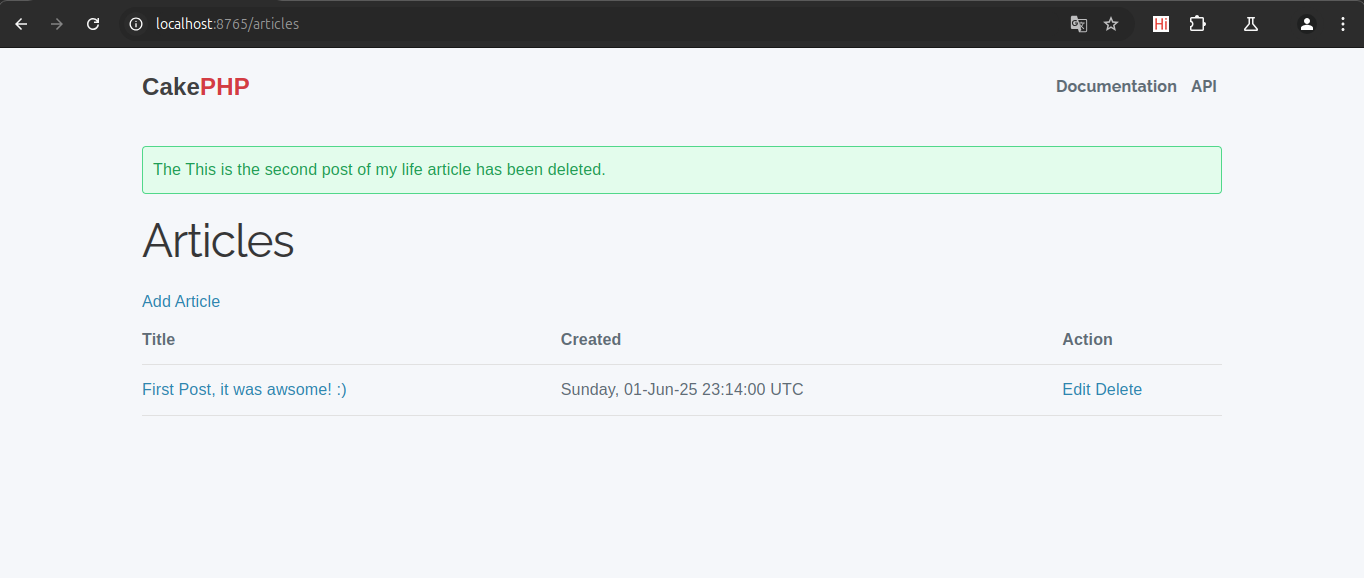 localhost:8765/articles
Hi
CakePHP
Documentation API
The This is the second post of my life article has been deleted.
Articles
Add Article
Title Created Action
First Post, it was awsome! :) Sunday, 01-Jun-25 23:14:00 UTC Edit Delete